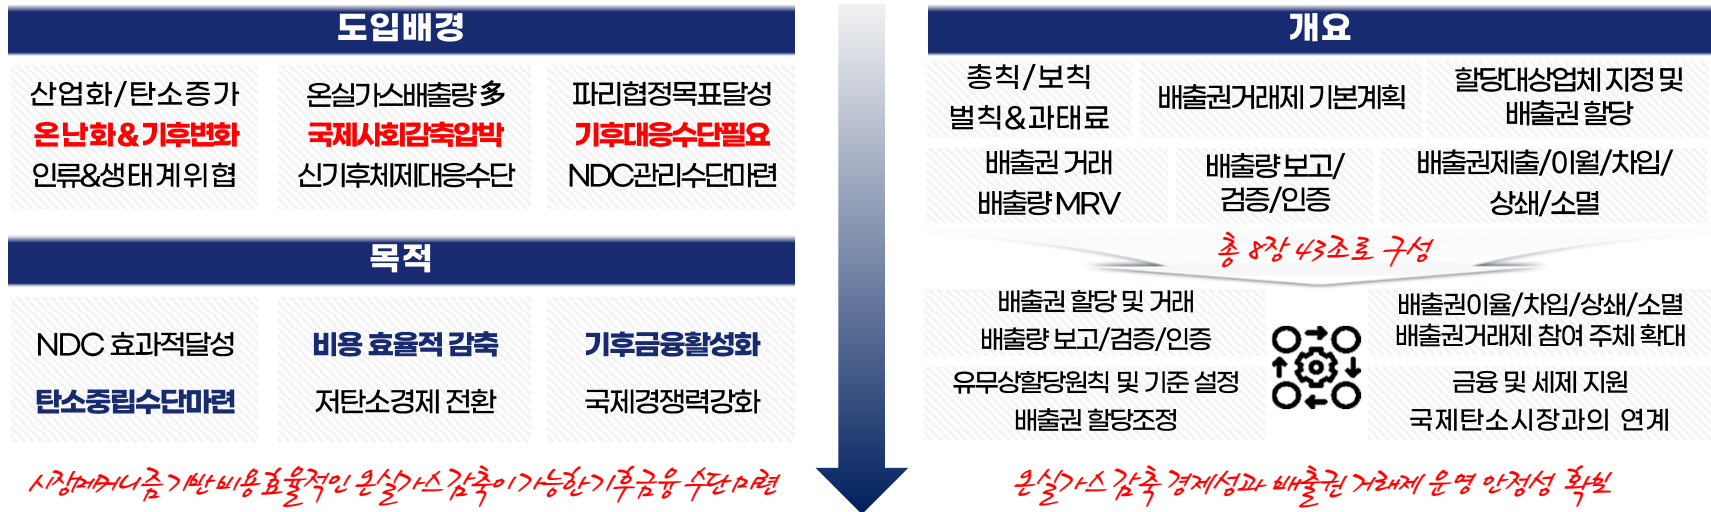 도입배경
산업화/탄소증가
온난화&기후변화
인류&생태계위협
온실가스배출량 多
국제사회감축압박
신기후체제대응수단
파리협정목표달성
기후대응수단필요
NDC관리수단마련
목적
NDC 효과적달성
탄소중립수단마련
비용 효율적 감축
저탄소경제 전환
기후금융활성화
국제경쟁력강화
시장메커니즘기반 비용효율적인 온실가스 감축이 가능한 기후금융 수단 마련
개요
총칙/보칙
벌칙&과태료
배출권거래제 기본계획
할당대상업체 지정 및
배출권 할당
배출권 거래
배출량 MRV
배출량 보고/
검증/인증
배출권제출/이월/차입/
상쇄/소멸
총 8장 43조로 구성
배출권 할당 및 거래
배출량 보고/검증/인증
배출권이월/차입/상쇄/소멸
배출권거래제 참여 주체 확대
유무상할당원칙 및 기준 설정
배출권 할당조정
금융 및 세제 지원
국제탄소시장과의 연계
온실가스 감축 경제성과 배출권 거래제 운영 안정성 확보